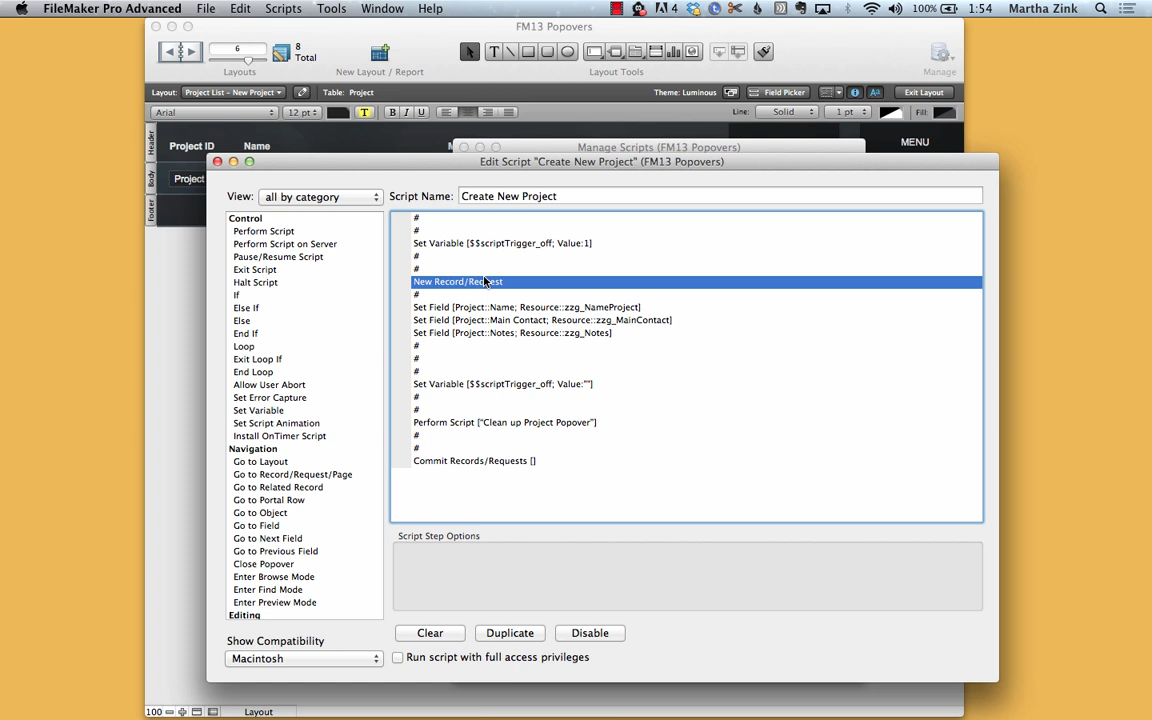 FileMaker Pro Advanced File Edit Scripts Tools Window Help 4 100% 1:54 Martha Zink
FM13 Popovers
6 8
Total
Layouts New Layout / Report Layout Tools Manage
Layout: Project List - New Project Table: Project Theme: Luminous Field Picker Aa Exit Layout
Arial 12 pt T B I U Line: Solid 1 pt Fill:
Header Project ID Name Manage Scripts (FM13 Popovers) MENU
Edit Script "Create New Project" (FM13 Popovers)
Body Project
Footer
View: all by category Script Name: Create New Project
Control
Perform Script
Perform Script on Server
Pause/Resume Script
Exit Script
Halt Script
If
Else If
Else
End If
Loop
Exit Loop If
End Loop
Allow User Abort
Set Error Capture
Set Variable
Set Script Animation
Install OnTimer Script
Navigation
Go to Layout
Go to Record/Request/Page
Go to Related Record
Go to Portal Row
Go to Object
Go to Field
Go to Next Field
Go to Previous Field
Close Popover
Enter Browse Mode
Enter Find Mode
Enter Preview Mode
Editing
#
#
Set Variable [$$scriptTrigger_off; Value:1]
#
#
New Record/Request
#
Set Field [Project::Name; Resource::zzg_NameProject]
Set Field [Project::Main Contact; Resource::zzg_MainContact]
Set Field [Project::Notes; Resource::zzg_Notes]
#
#
#
Set Variable [$$scriptTrigger_off; Value:""]
#
#
Perform Script ["Clean up Project Popover"]
#
#
Commit Records/Requests []
Script Step Options
Clear Duplicate Disable
Show Compatibility
Macintosh
Run script with full access privileges
100 Layout